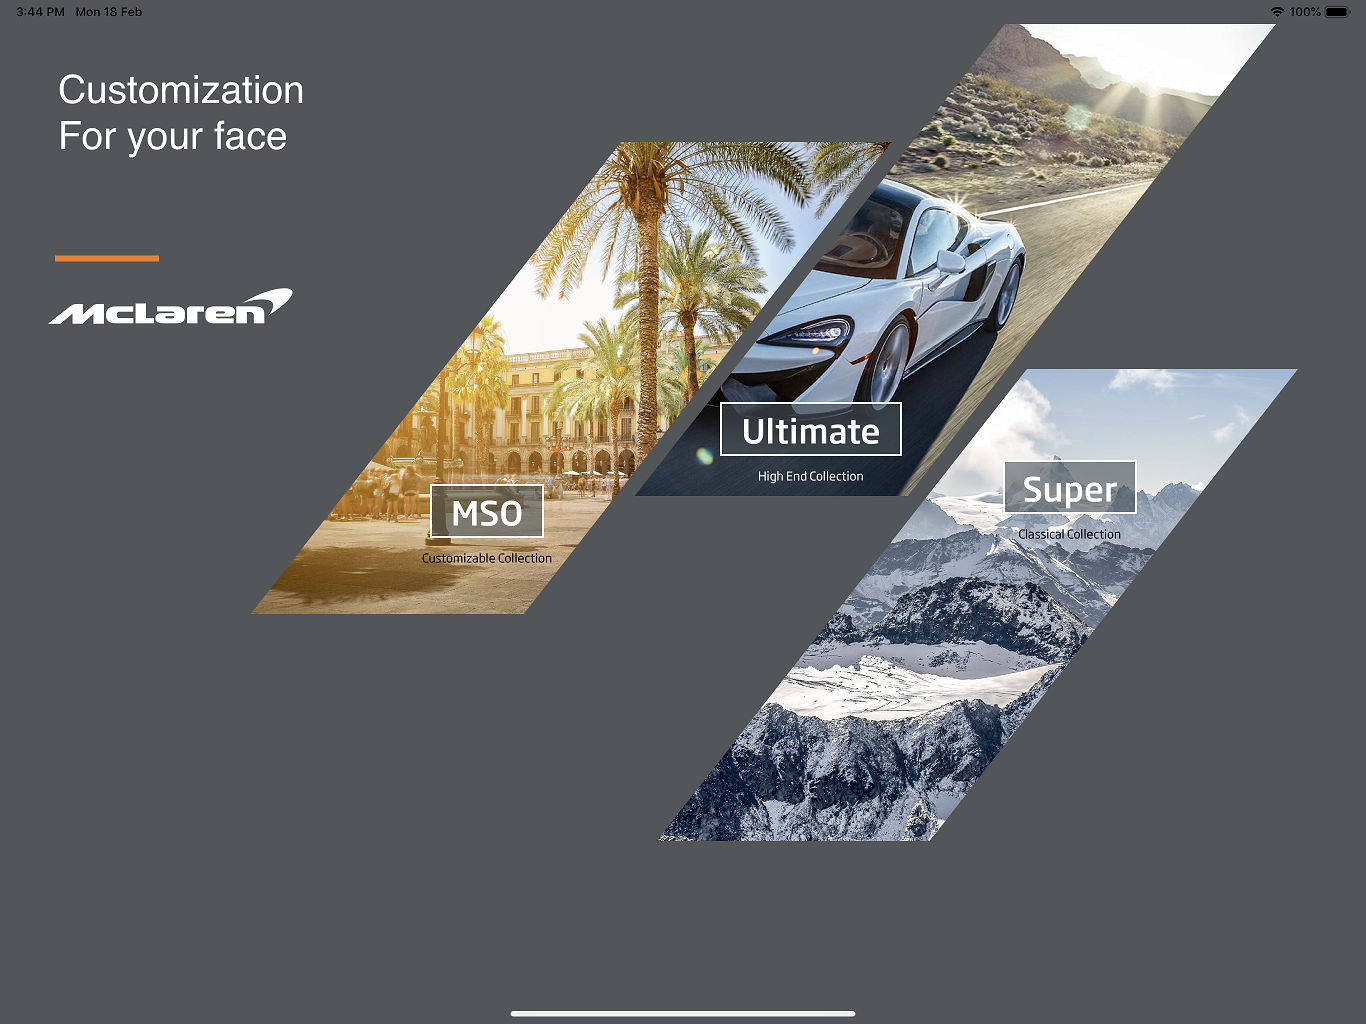 3:44 PM Mon 18 Feb
100%
Customization
For your face
McLaren
MSO
Customizable Collection
Ultimate
High End Collection
Super
Classical Collection